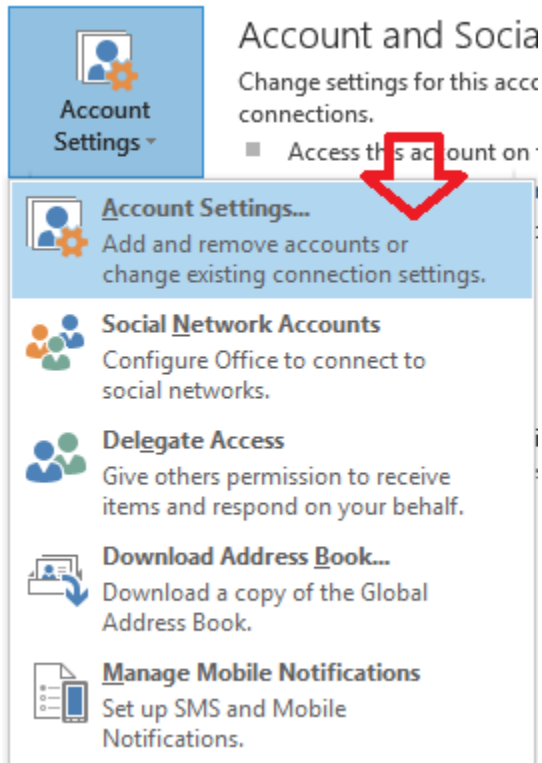 Account and Socia
Change settings for this acco
connections.
Access this account on
Account
Settings
Account Settings...
Add and remove accounts or
change existing connection settings.
Social Network Accounts
Configure Office to connect to
social networks.
Delegate Access
Give others permission to receive
items and respond on your behalf.
Download Address Book...
Download a copy of the Global
Address Book.
Manage Mobile Notifications
Set up SMS and Mobile
Notifications.